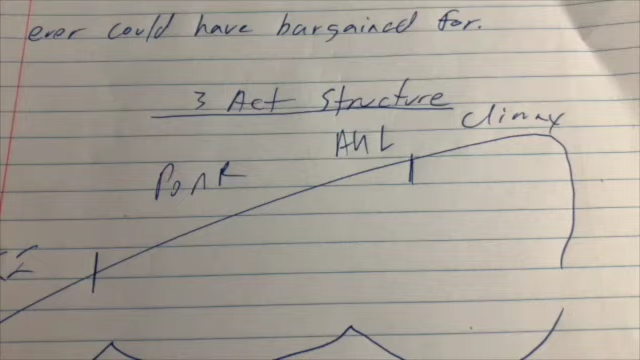 ever could have bargained for.
3 Act Structure
Climax
AHL
PonR